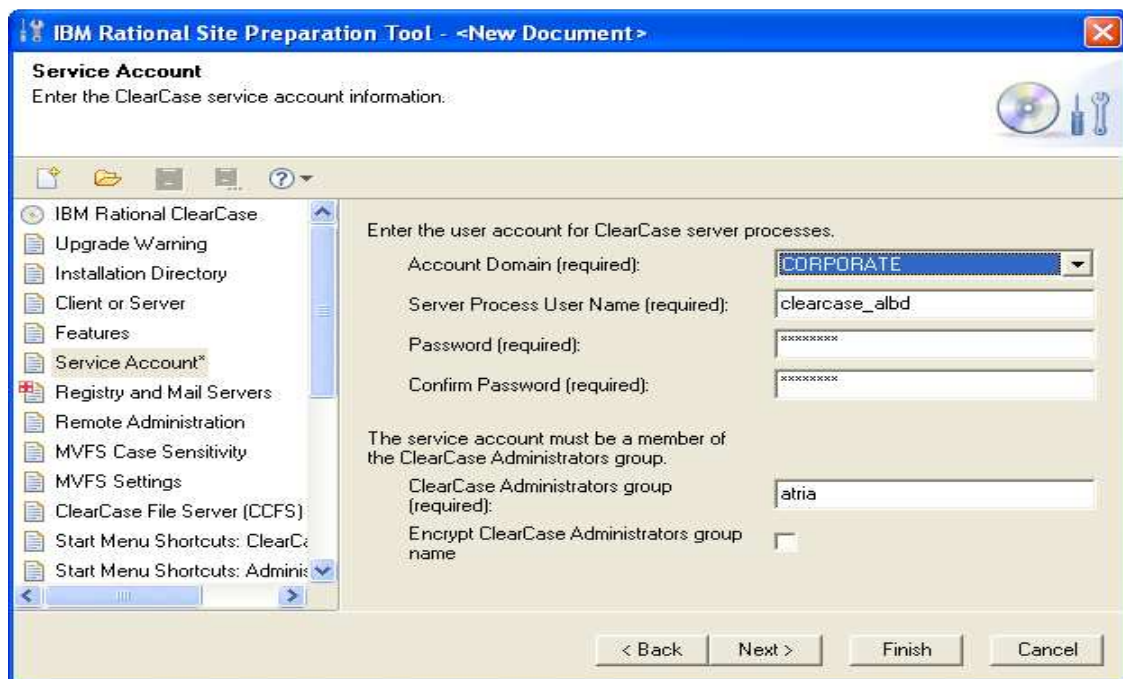 IBM Rational Site Preparation Tool - <New Document>
Service Account
Enter the ClearCase service account information.
IBM Rational ClearCase
Upgrade Warning
Installation Directory
Client or Server
Features
Service Account*
Registry and Mail Servers
Remote Administration
MVFS Case Sensitivity
MVFS Settings
ClearCase File Server (CCFS)
Start Menu Shortcuts: ClearCa
Start Menu Shortcuts: Adminis
Enter the user account for ClearCase server processes.
Account Domain (required): CORPORATE
Server Process User Name (required): clearcase_albd
Password (required): ********
Confirm Password (required): ********
The service account must be a member of
the ClearCase Administrators group.
ClearCase Administrators group
(required): atria
Encrypt ClearCase Administrators group
name
< Back Next > Finish Cancel